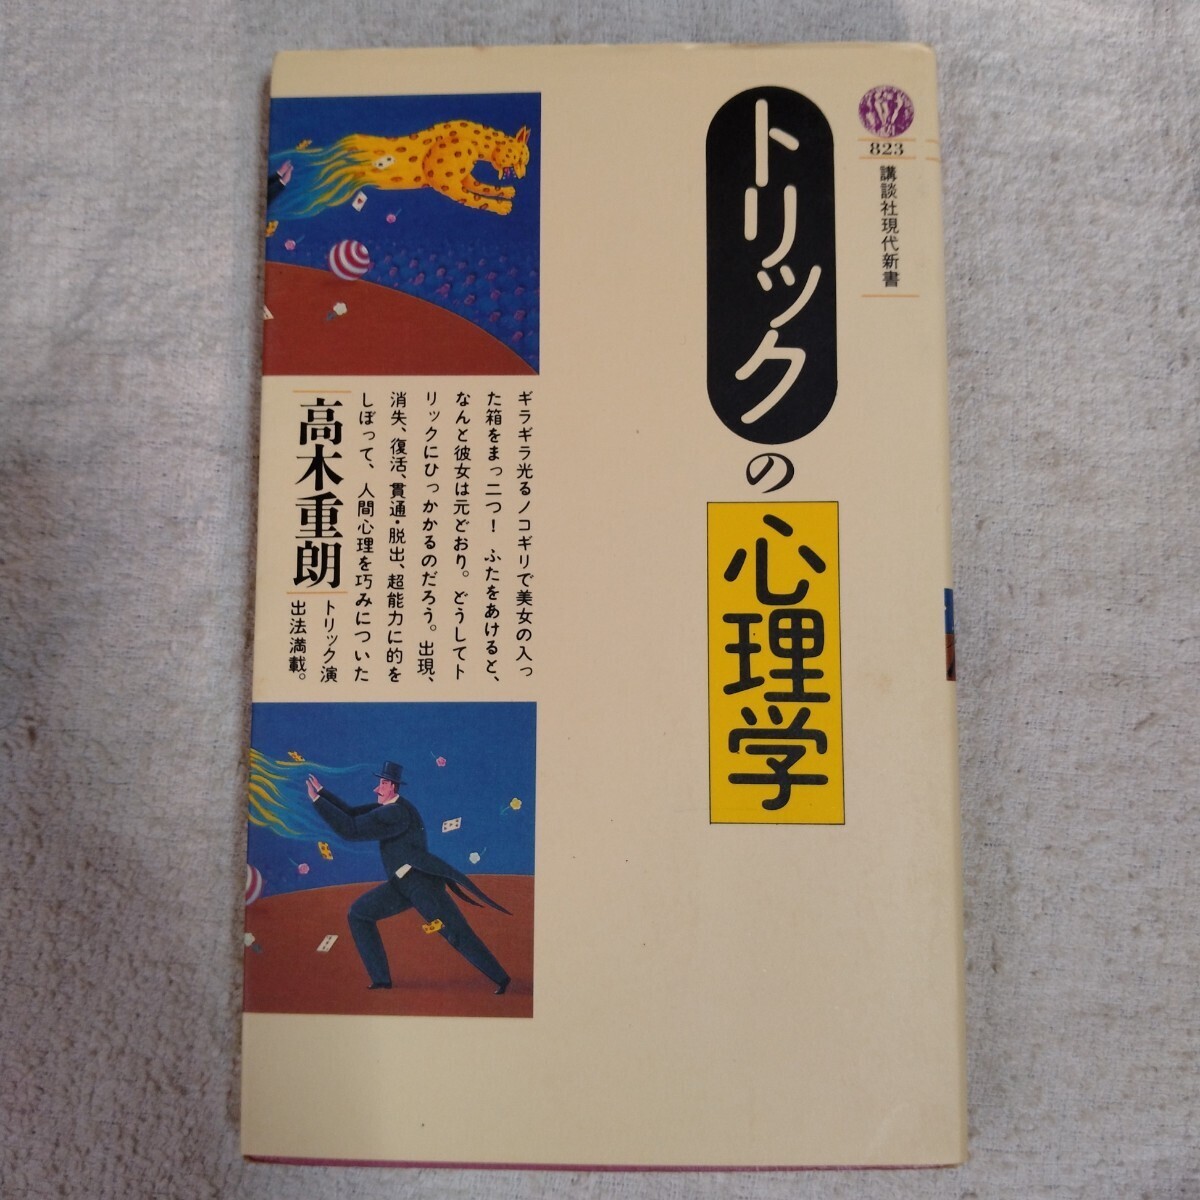 823
講談社現代新書
トリックの心理学
ギラギラ光るノコギリで美女の入っ
た箱をまっ二つ！ ふたをあけると、
なんと彼女は元どおり。どうしてト
リックにひっかかるのだろう。出現、
消失、復活、貫通・脱出、超能力に的を
しぼって、人間心理を巧みについた
トリック演
出法満載。
高木重朗